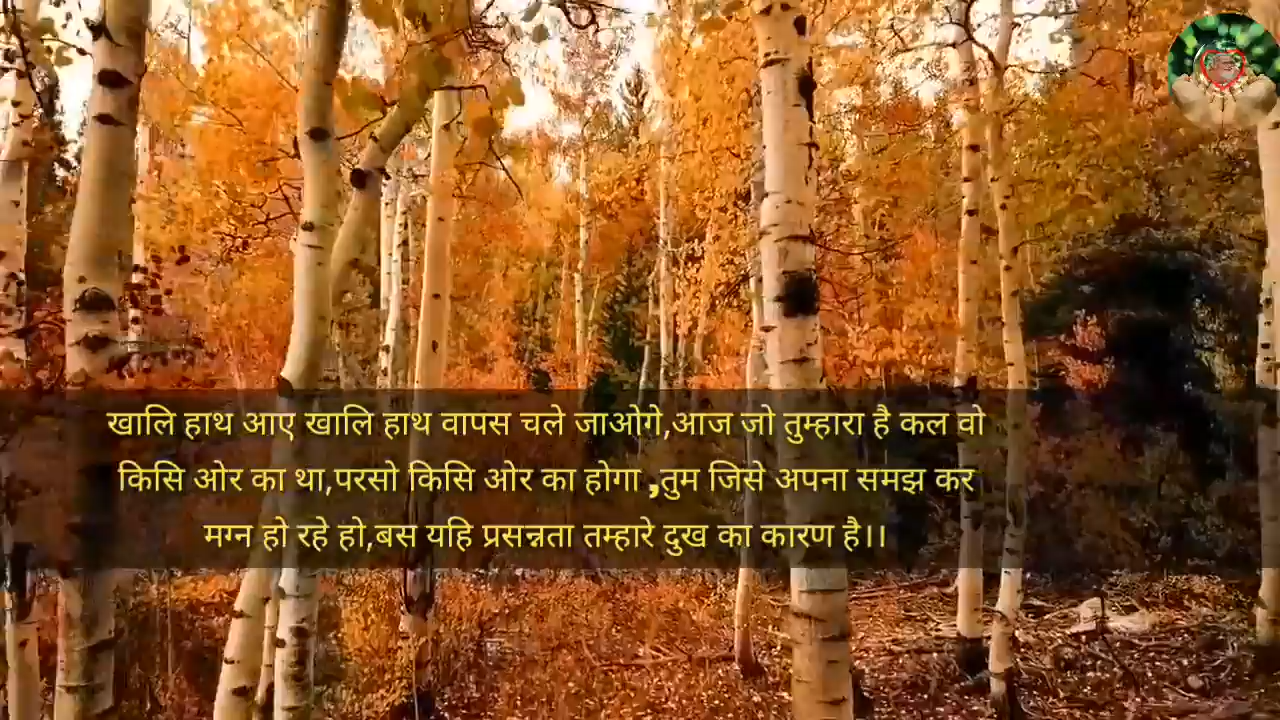 खालि हाथ आए खालि हाथ वापस चले जाओगे,आज जो तुम्हारा है कल वो
किसि ओर का था,परसो किसि ओर का होगा ,तुम जिसे अपना समझ कर
मग्न हो रहे हो,बस यहि प्रसन्नता तम्हारे दुख का कारण है।।